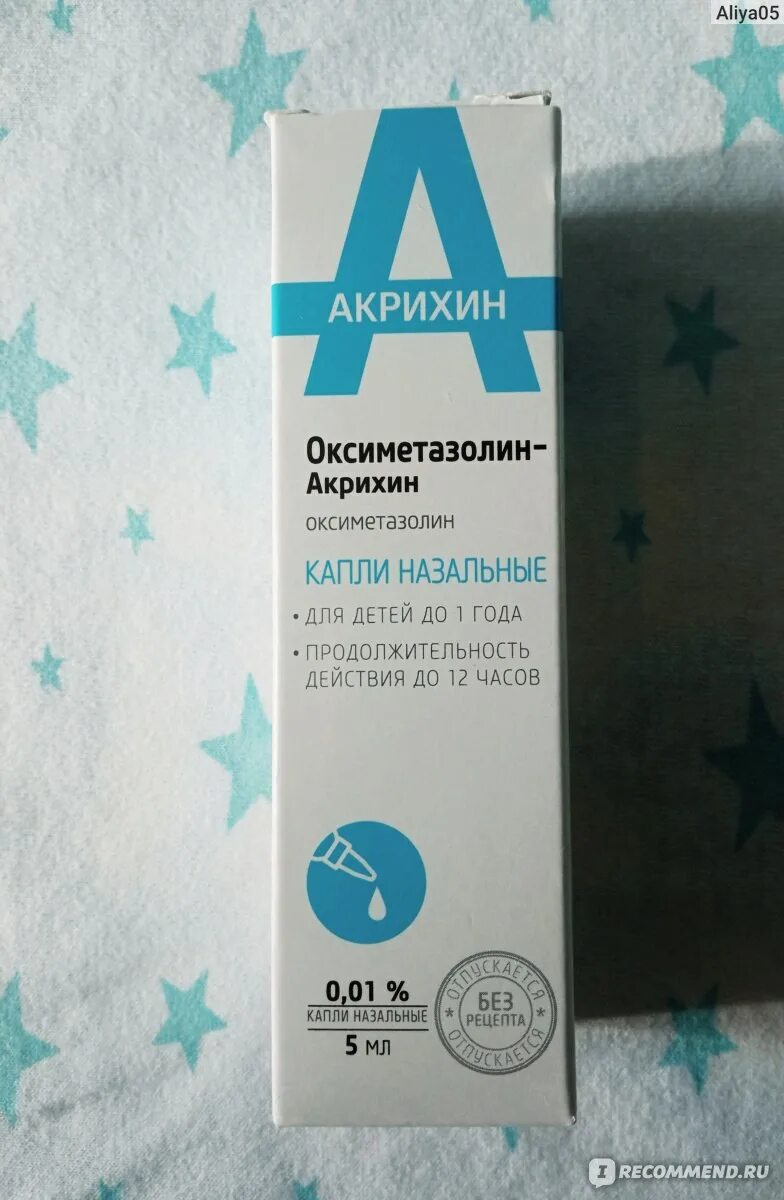 Aliya05
АКРИХИН
Оксиметазолин-
Акрихин
оксиметазолин
КАПЛИ НАЗАЛЬНЫЕ
• ДЛЯ ДЕТЕЙ ДО 1 ГОДА
• ПРОДОЛЖИТЕЛЬНОСТЬ
ДЕЙСТВИЯ ДО 12 ЧАСОВ
0,01 %
КАПЛИ НАЗАЛЬНЫЕ
5 МЛ
ОТПУСКАЕТСЯ
* БЕЗ *
РЕЦЕПТА
ОТПУСКАЕТСЯ
I RECOMMEND.RU